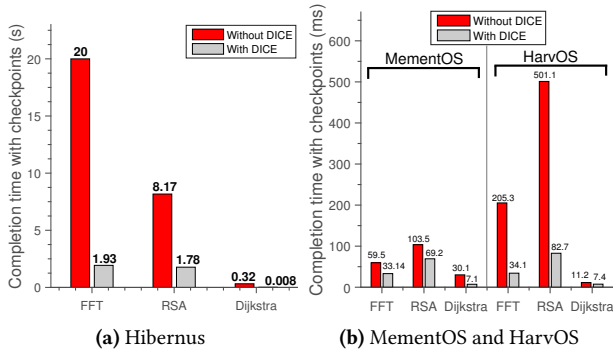 Completion time with checkpoints (s)
20
15
10
5
0
Without DICE
With DICE
20
1.93
8.17
1.78
0.32
0.008
FFT
RSA
Dijkstra
(a) Hibernus
Completion time with checkpoints (ms)
600
500
400
300
200
100
0
Without DICE
With DICE
MementOS
HarvOS
59.5
33.14
103.5
69.2
30.1
7.1
205.3
34.1
501.1
82.7
11.2
7.4
FFT
RSA
Dijkstra
FFT
RSA
Dijkstra
(b) MementOS and HarvOS